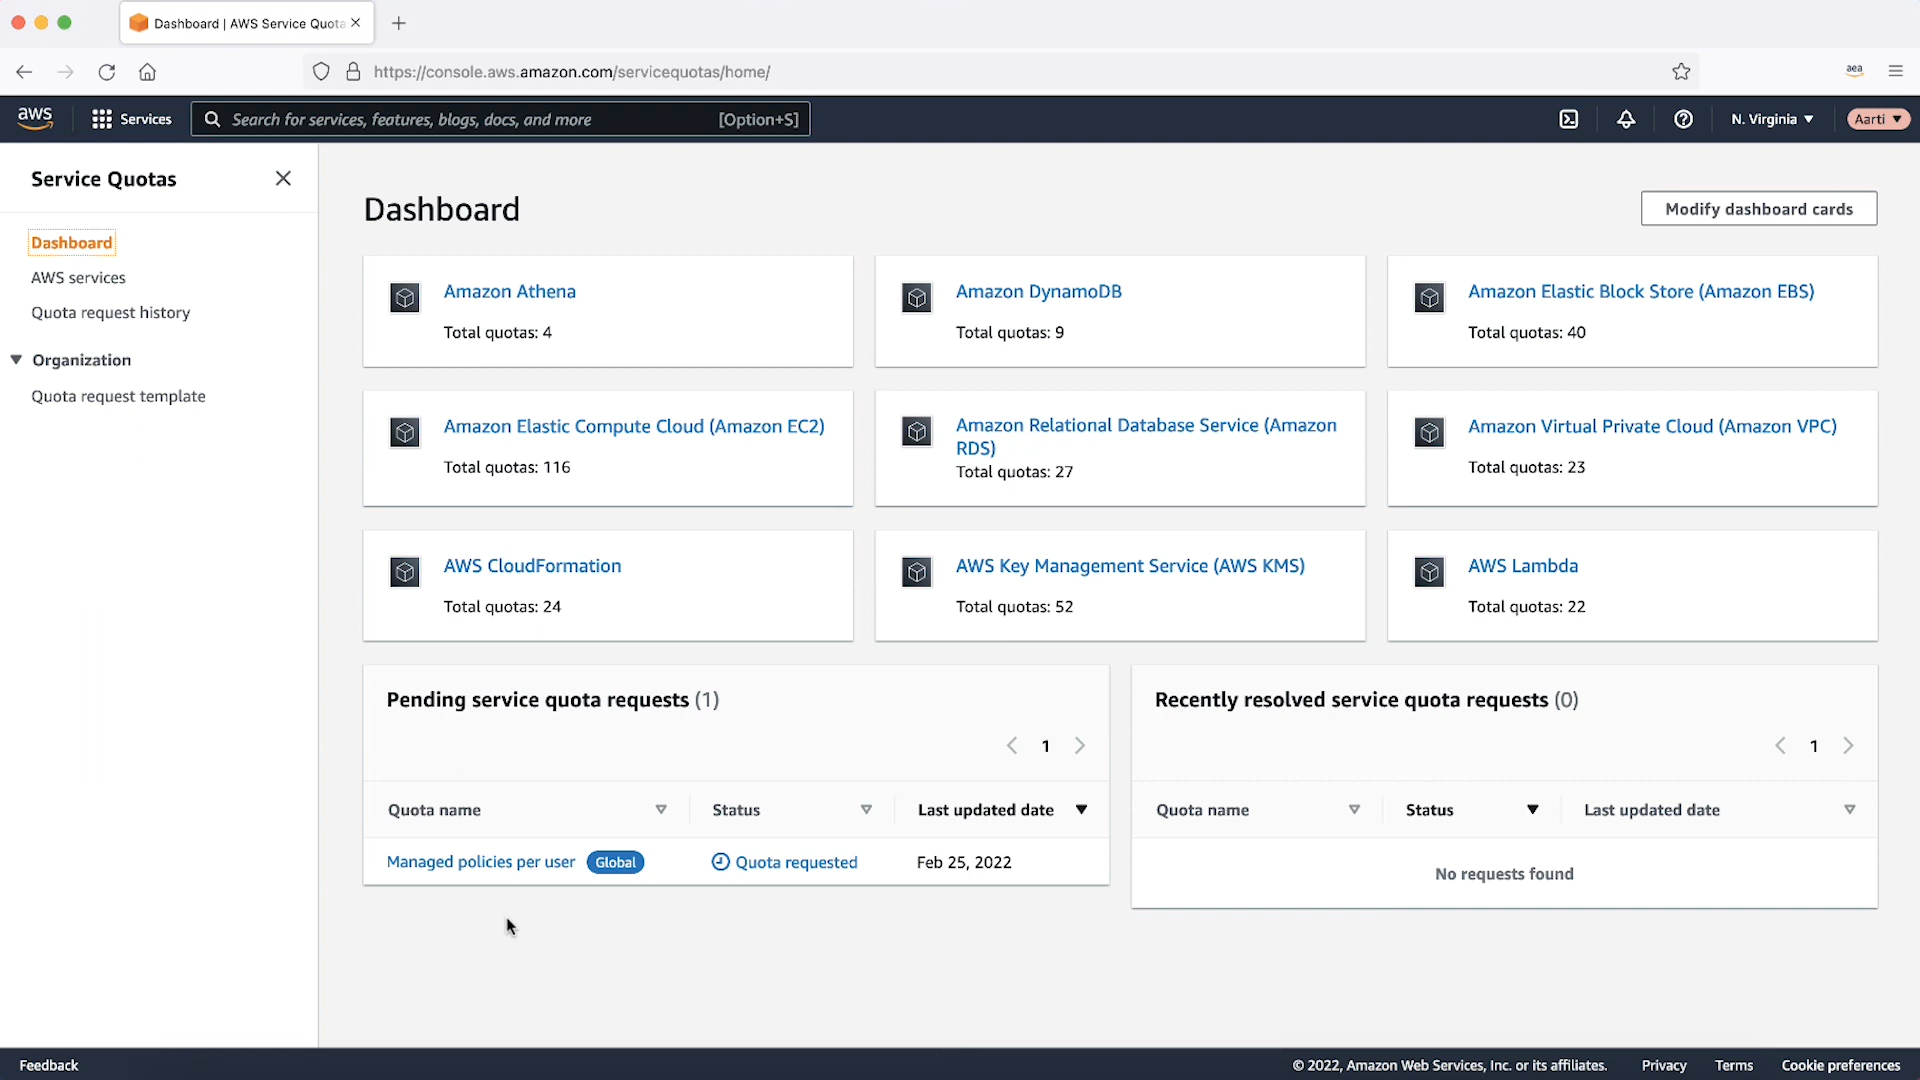 Dashboard | AWS Service Quota
https://console.aws.amazon.com/servicequotas/home/
aea
aws
Services
Search for services, features, blogs, docs, and more
[Option+S]
N. Virginia
Aarti
Service Quotas
Dashboard
AWS services
Quota request history
Organization
Quota request template
Dashboard
Modify dashboard cards
Amazon Athena
Total quotas: 4
Amazon DynamoDB
Total quotas: 9
Amazon Elastic Block Store (Amazon EBS)
Total quotas: 40
Amazon Elastic Compute Cloud (Amazon EC2)
Total quotas: 116
Amazon Relational Database Service (Amazon
RDS)
Total quotas: 27
Amazon Virtual Private Cloud (Amazon VPC)
Total quotas: 23
AWS CloudFormation
Total quotas: 24
AWS Key Management Service (AWS KMS)
Total quotas: 52
AWS Lambda
Total quotas: 22
Pending service quota requests (1)
1
Quota name
Status
Last updated date
Managed policies per user
Global
Quota requested
Feb 25, 2022
Recently resolved service quota requests (0)
1
Quota name
Status
Last updated date
No requests found
Feedback
© 2022, Amazon Web Services, Inc. or its affiliates.
Privacy
Terms
Cookie preferences